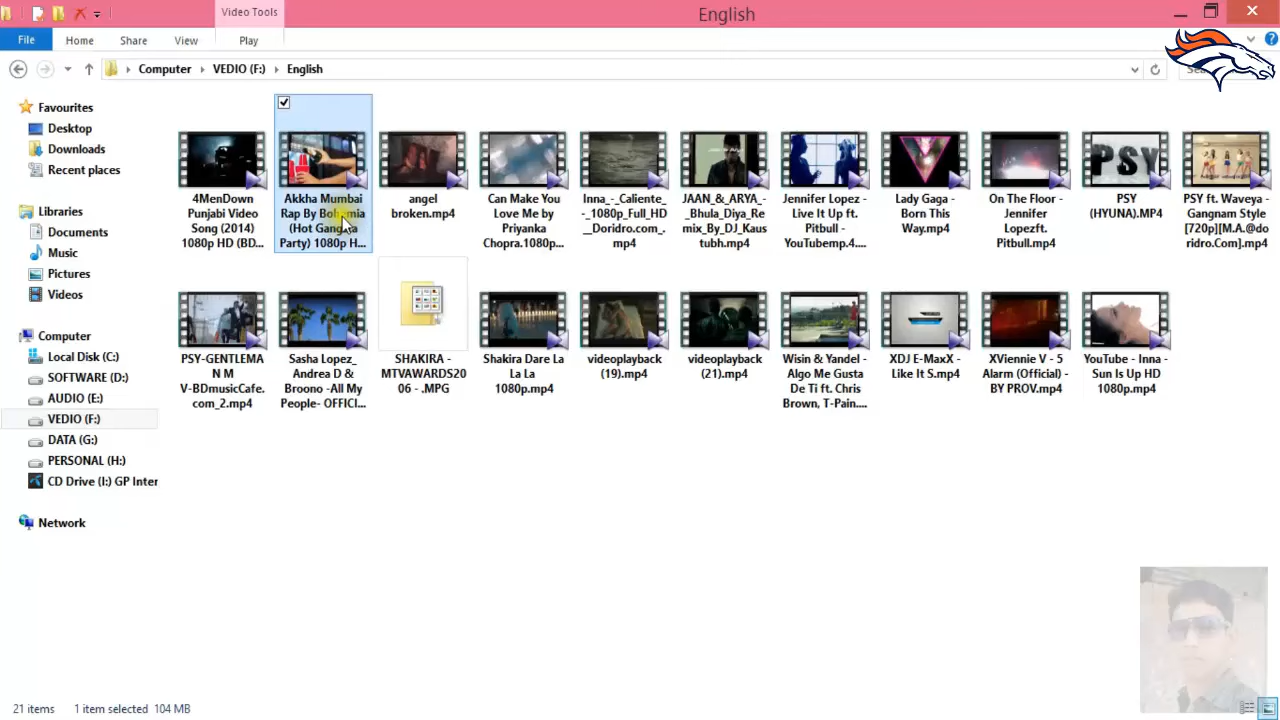 Video Tools
English
File
Home
Share
View
Play
Computer
VEDIO (F:)
English
Favourites
Desktop
Downloads
Recent places
Libraries
Documents
Music
Pictures
Videos
Computer
Local Disk (C:)
SOFTWARE (D:)
AUDIO (E:)
VEDIO (F:)
DATA (G:)
PERSONAL (H:)
CD Drive (I:) GP Inter
Network
4MenDown
Punjabi Video
Song (2014)
1080p HD (BD...
Akkha Mumbai
Rap By Bohemia
(Hot Gangsta
Party) 1080p H...
angel
broken.mp4
Can Make You
Love Me by
Priyanka
Chopra.1080p...
Inna_-_Caliente_
-_1080p_Full_HD
__Doridro.com_.
mp4
JAAN_&_ARYA_-
_Bhula_Diya_Re
mix_By_DJ_Kaus
tubh.mp4
Jennifer Lopez -
Live It Up ft.
Pitbull -
YouTubemp.4....
Lady Gaga -
Born This
Way.mp4
On The Floor -
Jennifer
Lopezft.
Pitbull.mp4
PSY
PSY
(HYUNA).MP4
PSY ft. Waveya -
Gangnam Style
[720p][M.A.@do
ridro.Com].mp4
PSY-GENTLEMA
N M
V-BDmusicCafe.
com_2.mp4
Sasha Lopez_
Andrea D &
Broono -All My
People- OFFICI...
SHAKIRA -
MTVAWARDS20
06 - .MPG
Shakira Dare La
La La
1080p.mp4
videoplayback
(19).mp4
videoplayback
(21).mp4
Wisin & Yandel -
Algo Me Gusta
De Ti ft. Chris
Brown, T-Pain....
XDJ E-MaxX -
Like It S.mp4
XViennie V - 5
Alarm (Official) -
BY PROV.mp4
YouTube - Inna -
Sun Is Up HD
1080p.mp4
21 items
1 item selected 104 MB